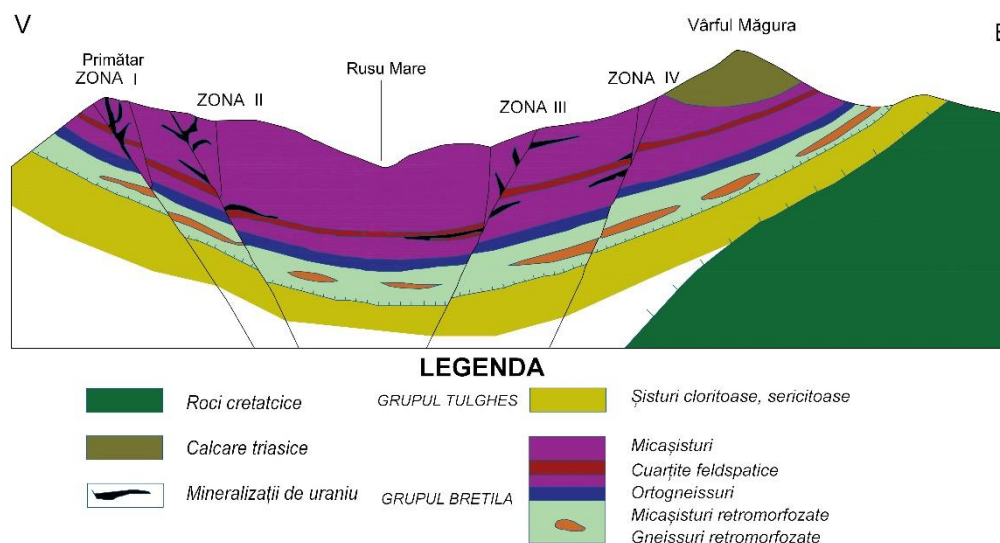 V
E
Vârful Măgura
Primătar
ZONA I
Rusu Mare
ZONA IV
ZONA II
ZONA III
LEGENDA
Roci cretatcice
GRUPUL TULGHES
Șisturi cloritoase, sericitoase
Calcare triasice
Micașisturi
Cuarțite feldspatice
Mineralizații de uraniu
GRUPUL BRETILA
Ortogneissuri
Micașisturi retromorfozate
Gneissuri retromorfozate